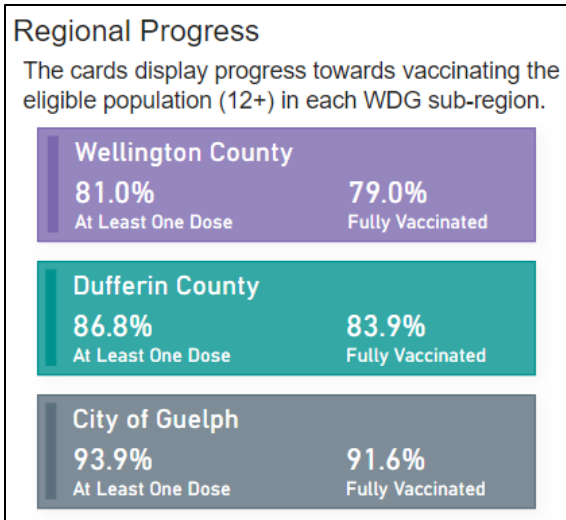 Regional Progress
The cards display progress towards vaccinating the
eligible population (12+) in each WDG sub-region.
Wellington County
81.0% 79.0%
At Least One Dose Fully Vaccinated
Dufferin County
86.8% 83.9%
At Least One Dose Fully Vaccinated
City of Guelph
93.9% 91.6%
At Least One Dose Fully Vaccinated